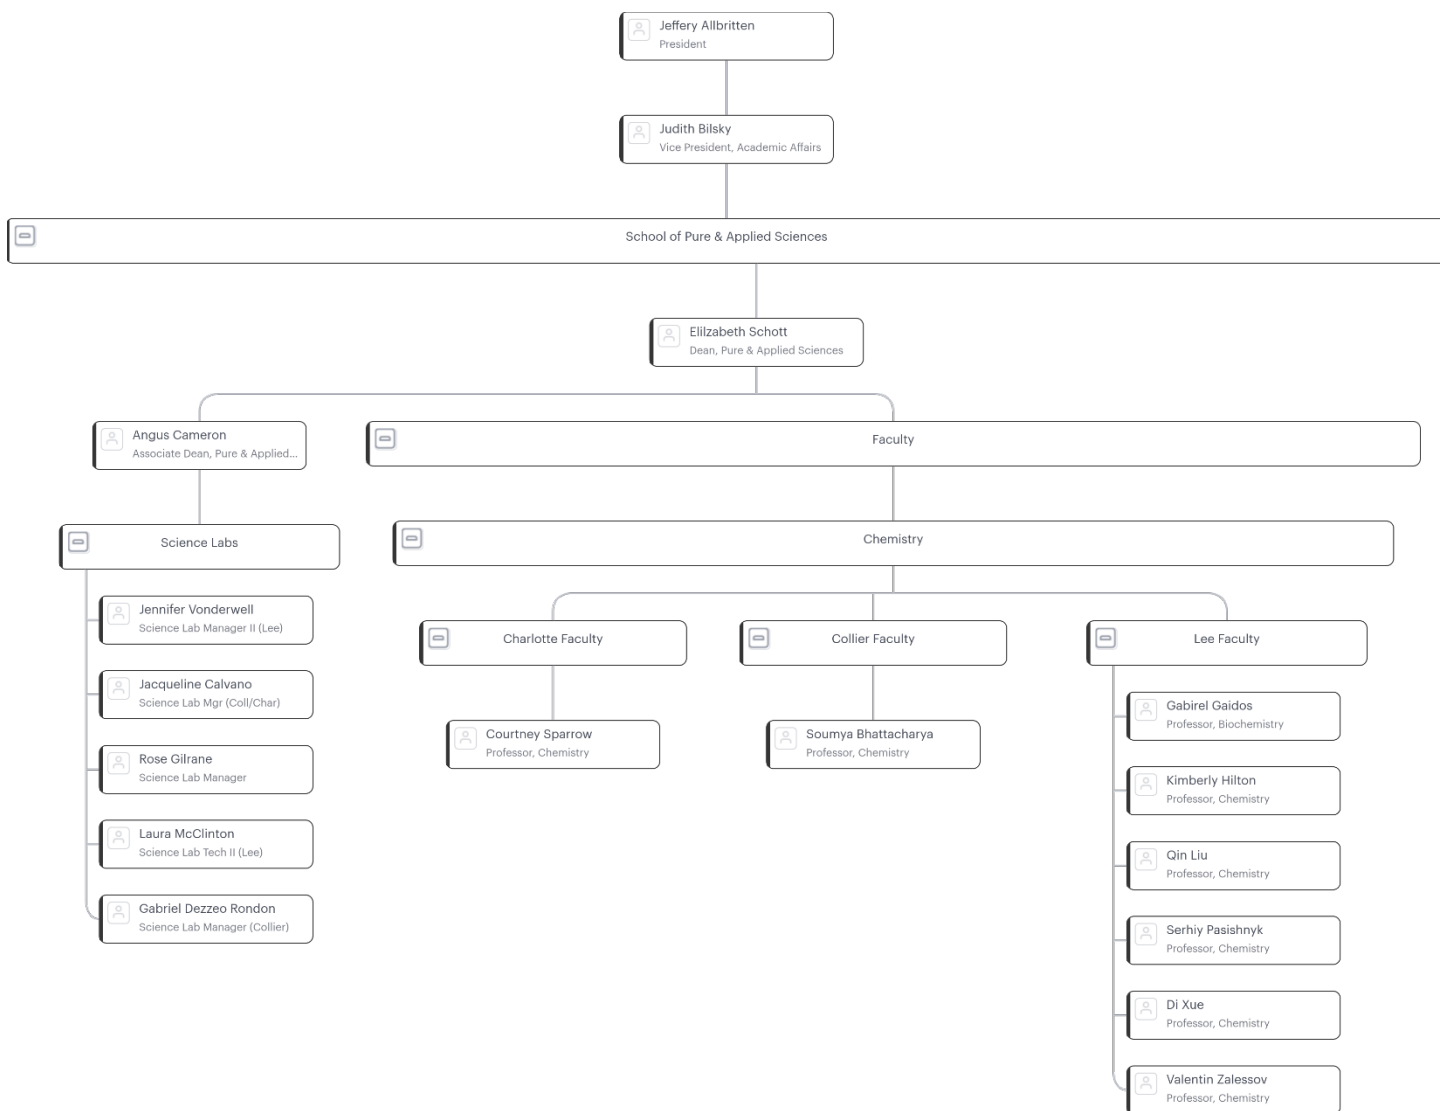 Jeffery Allbritten
President
Judith Bilsky
Vice President, Academic Affairs
School of Pure & Applied Sciences
Elilzabeth Schott
Dean, Pure & Applied Sciences
Angus Cameron
Associate Dean, Pure & Applied...
Faculty
Science Labs
Chemistry
Jennifer Vonderwell
Science Lab Manager II (Lee)
Jacqueline Calvano
Science Lab Mgr (Coll/Char)
Rose Gilrane
Science Lab Manager
Laura McClinton
Science Lab Tech II (Lee)
Gabriel Dezzeo Rondon
Science Lab Manager (Collier)
Charlotte Faculty
Courtney Sparrow
Professor, Chemistry
Collier Faculty
Soumya Bhattacharya
Professor, Chemistry
Lee Faculty
Gabirel Gaidos
Professor, Biochemistry
Kimberly Hilton
Professor, Chemistry
Qin Liu
Professor, Chemistry
Serhiy Pasishnyk
Professor, Chemistry
Di Xue
Professor, Chemistry
Valentin Zalessov
Professor, Chemistry